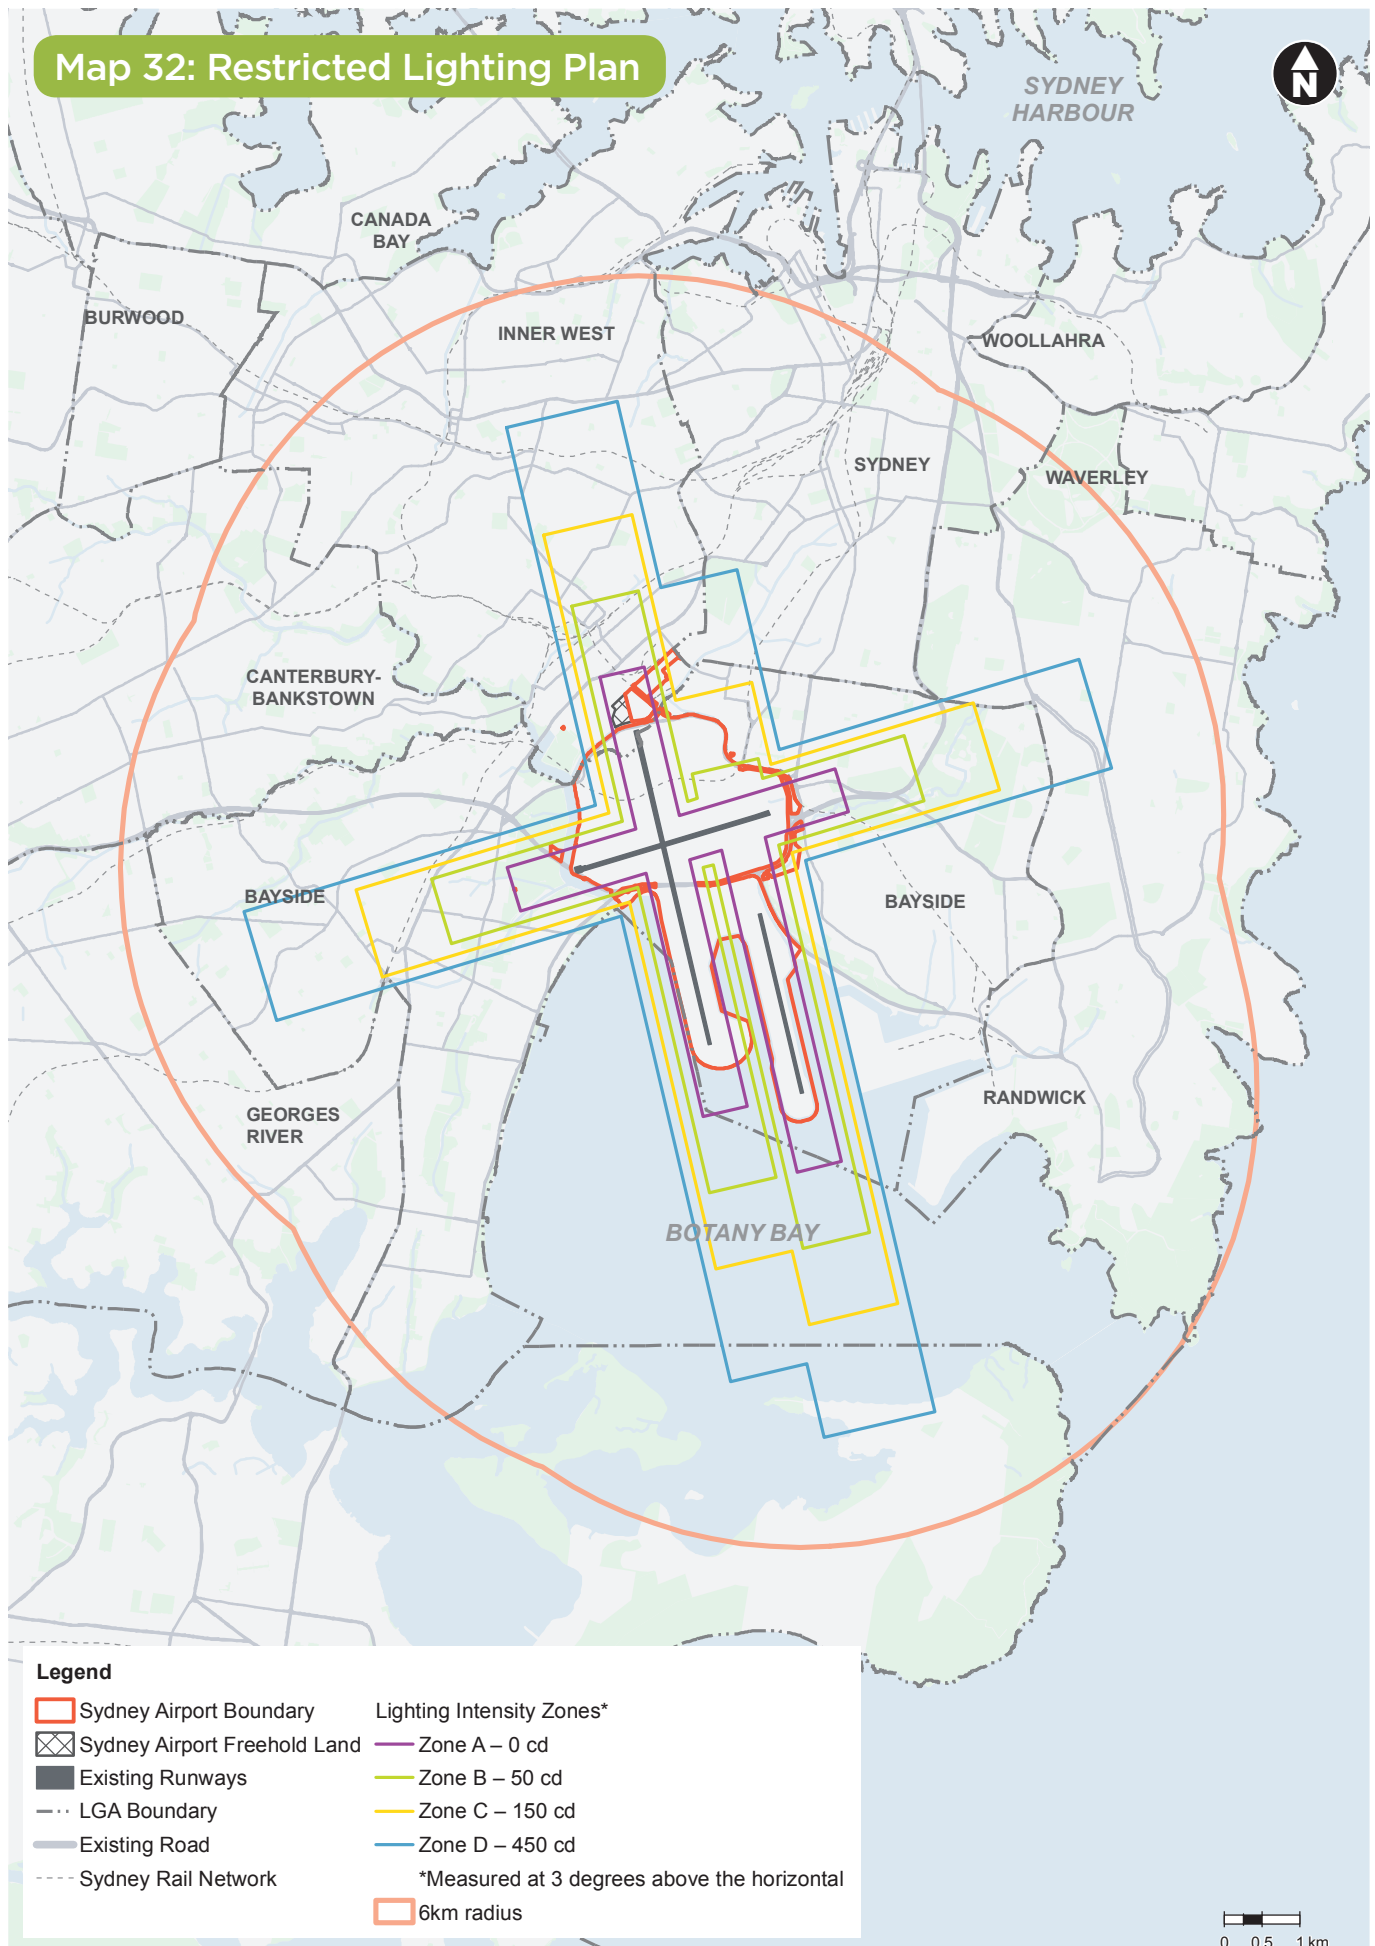 Map 32: Restricted Lighting Plan
N
SYDNEY
HARBOUR
CANADA
BAY
BURWOOD
INNER WEST
WOOLLAHRA
SYDNEY
WAVERLEY
CANTERBURY-
BANKSTOWN
BAYSIDE
BAYSIDE
RANDWICK
GEORGES
RIVER
BOTANY BAY
Legend
Sydney Airport Boundary
Sydney Airport Freehold Land
Existing Runways
LGA Boundary
Existing Road
Sydney Rail Network
Lighting Intensity Zones*
Zone A – 0 cd
Zone B – 50 cd
Zone C – 150 cd
Zone D – 450 cd
*Measured at 3 degrees above the horizontal
6km radius
0 0.5 1 km